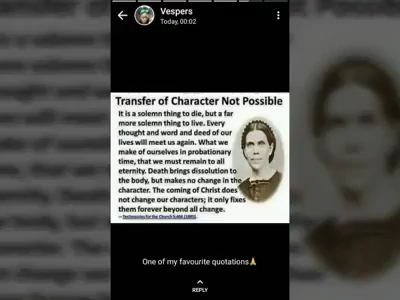 Vespers
Today, 00:02
Transfer of Character Not Possible
It is a solemn thing to die, but a far
more solemn thing to live. Every
thought and word and deed of our
lives will meet us again. What we
make of ourselves in probationary
time, that we must remain to all
eternity. Death brings dissolution to
the body, but makes no change in the
character. The coming of Christ does
not change our characters; it only fixes
them forever beyond all change.
One of my favourite quotations🙏
REPLY